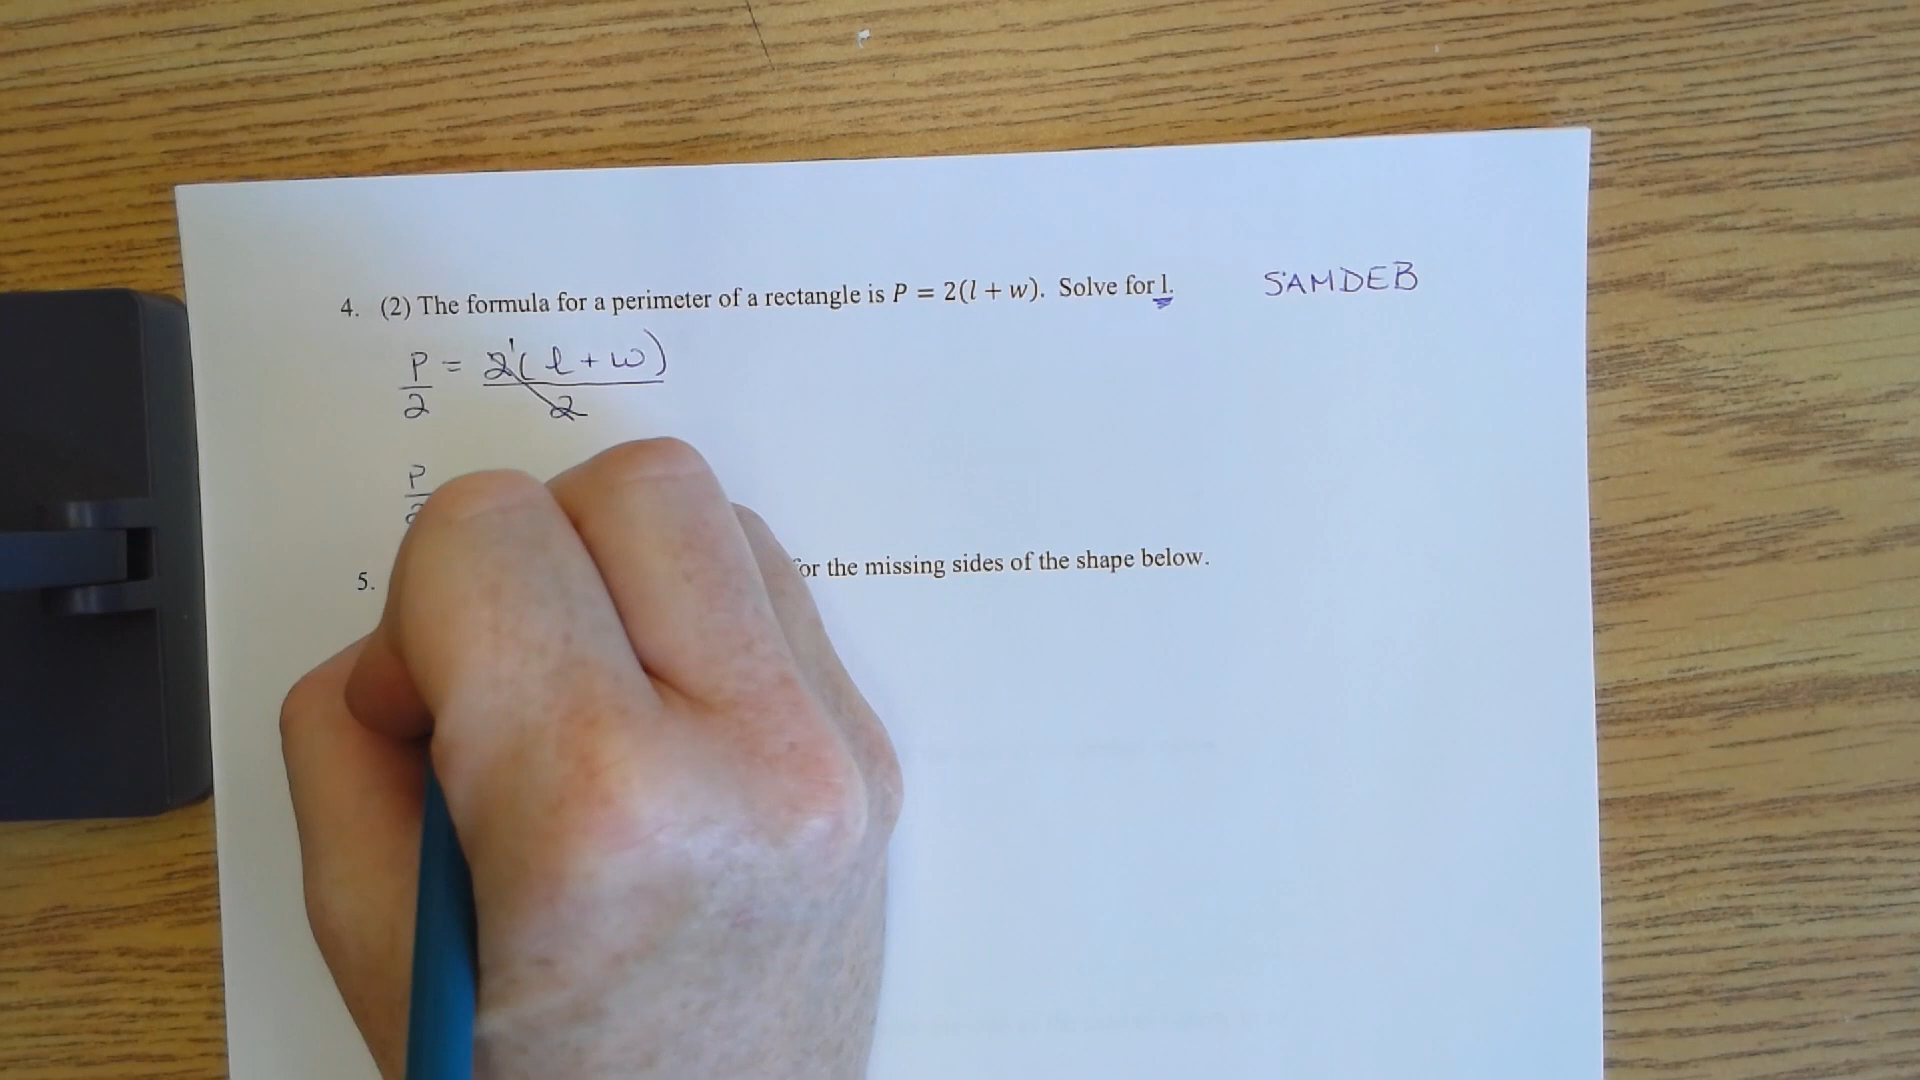 4. (2) The formula for a perimeter of a rectangle is P = 2(l + w). Solve for l. SAMDEB
P/2 = 2(l + w)/2
P
5. or the missing sides of the shape below.